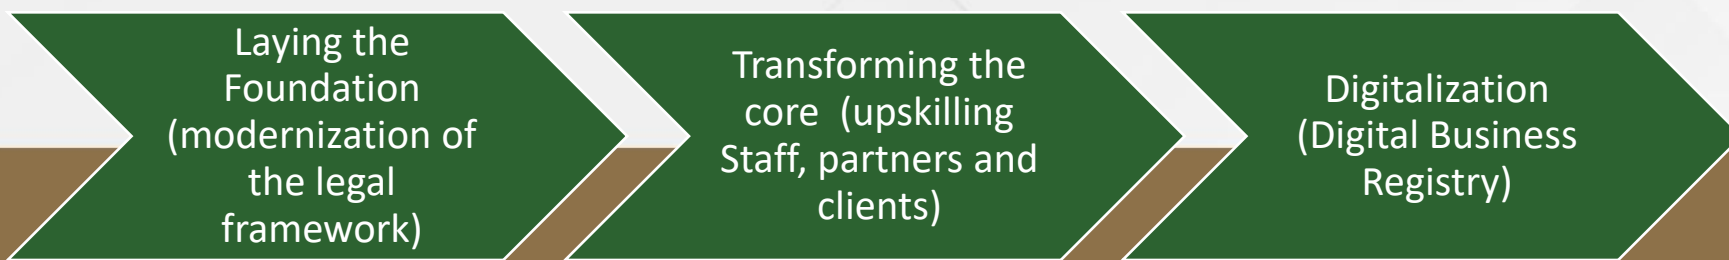 Laying the
Foundation
(modernization of
the legal
framework)
Transforming the
core  (upskilling
Staff, partners and
clients)
Digitalization
(Digital Business
Registry)